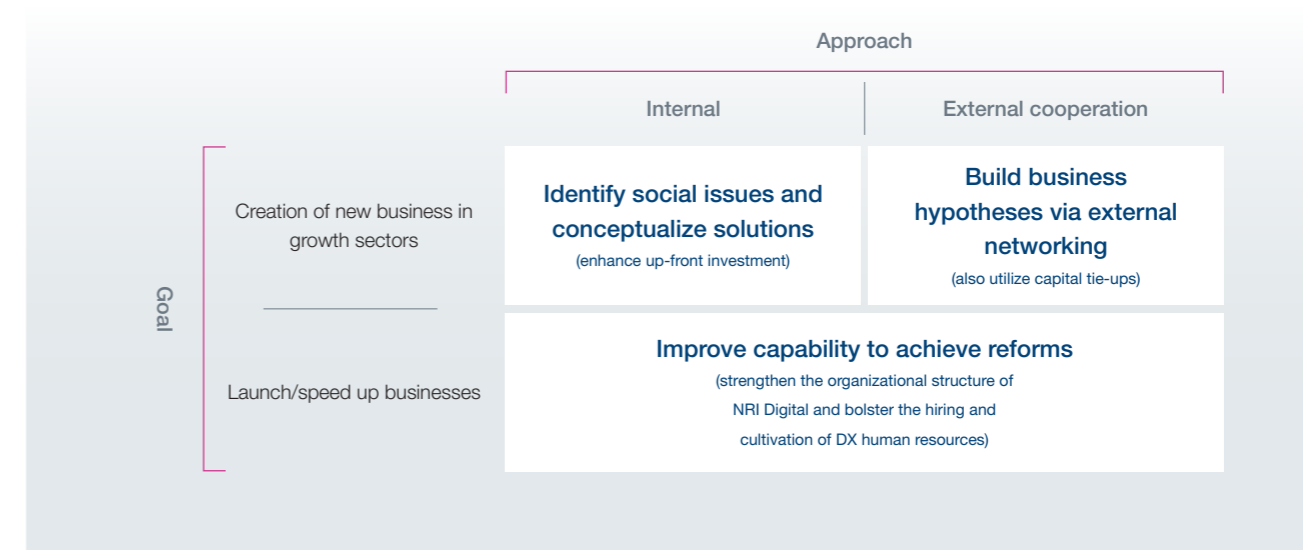 Approach
Internal
External cooperation
Goal
Creation of new business in
growth sectors
Identify social issues and
conceptualize solutions
(enhance up-front investment)
Build business
hypotheses via external
networking
(also utilize capital tie-ups)
Launch/speed up businesses
Improve capability to achieve reforms
(strengthen the organizational structure of
NRI Digital and bolster the hiring and
cultivation of DX human resources)